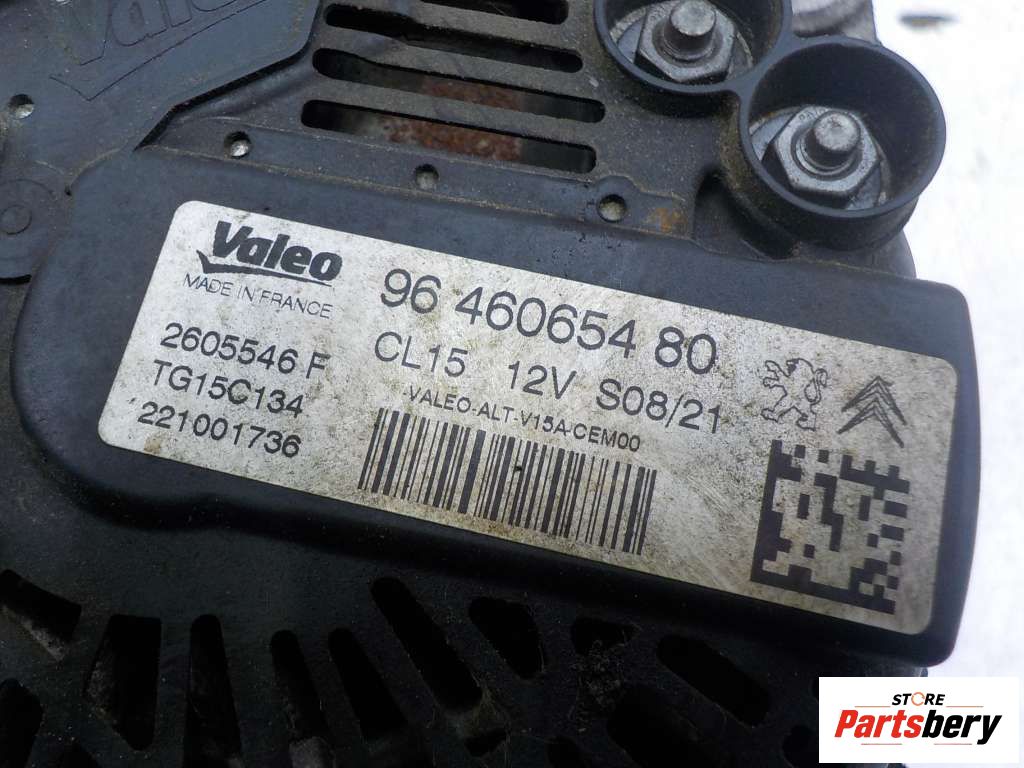 Valeo
Valeo
MADE IN FRANCE
96 460654 80
2605546 F
CL15 12V S08/21
TG15C134
-VALEO-ALT-V15A-CEM00
221001736
STORE
Partsbery